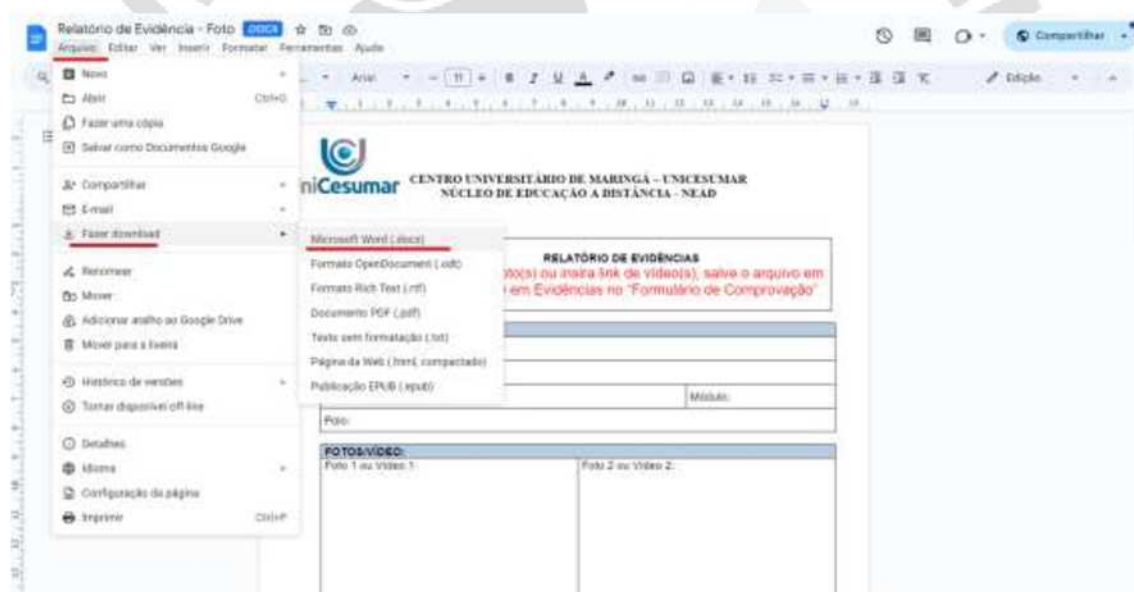 Relatório de Evidência - Foto .DOCX
Arquivo Editar Ver Inserir Formatar Ferramentas Ajuda
Compartilhar
Arial 11 B I U A Edição
Novo
Abrir Ctrl+O
Fazer uma cópia
Salvar como Documentos Google
Compartilhar
E-mail
Fazer download
Renomear
Mover
Adicionar atalho ao Google Drive
Mover para a lixeira
Histórico de versões
Tornar disponível off-line
Detalhes
Idioma
Configuração da página
Imprimir Ctrl+P
Microsoft Word (.docx)
Formato OpenDocument (.odt)
Formato Rich Text (.rtf)
Documento PDF (.pdf)
Texto sem formatação (.txt)
Página da Web (.html, compactado)
Publicação EPUB (.epub)
niCesumar
CENTRO UNIVERSITÁRIO DE MARINGÁ – UNICESUMAR
NÚCLEO DE EDUCAÇÃO A DISTÂNCIA - NEAD
RELATÓRIO DE EVIDÊNCIAS
oto(s) ou insira link de vídeo(s), salve o arquivo em
em Evidências no "Formulário de Comprovação"
Módulo:
Polo:
FOTOS/VÍDEO:
Foto 1 ou Vídeo 1:
Foto 2 ou Vídeo 2: